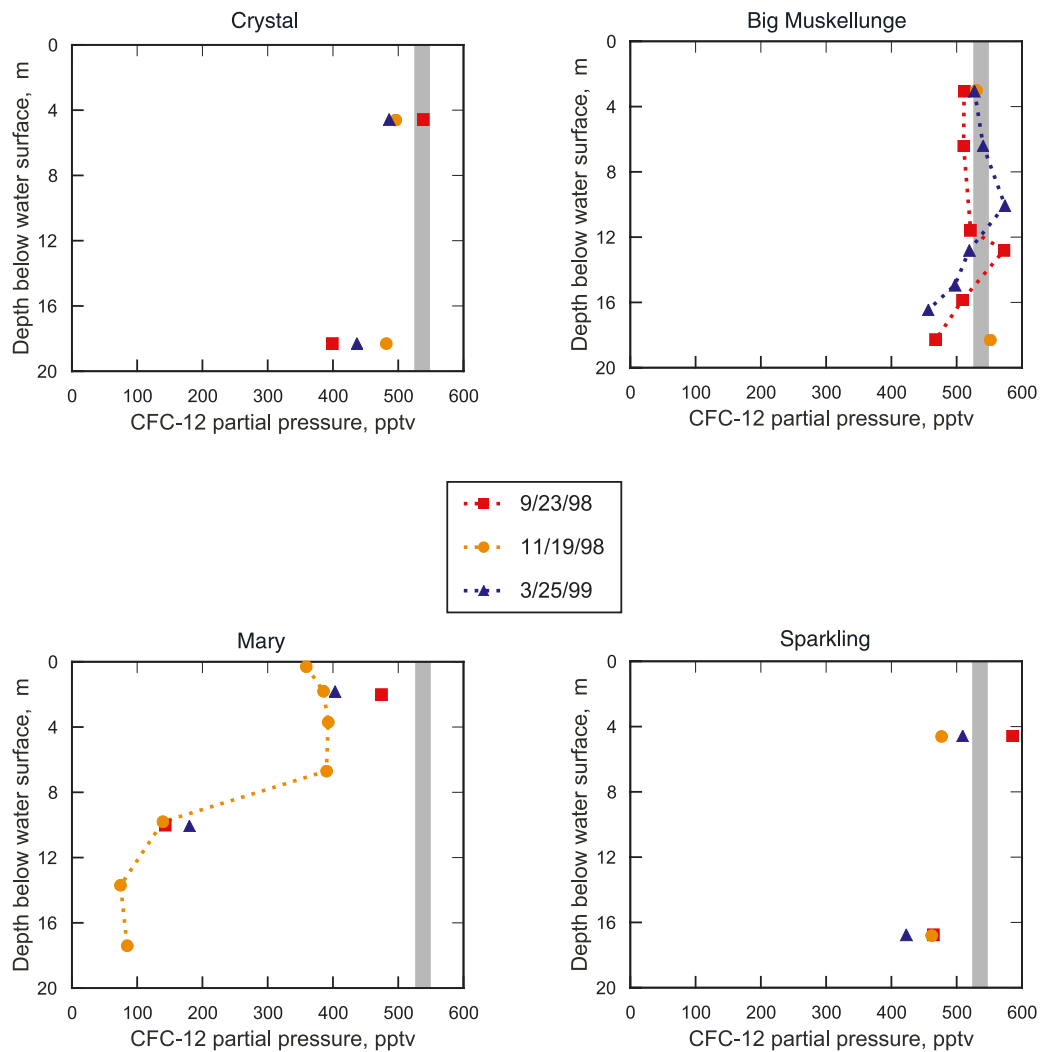 Crystal
Big Muskellunge
0
4
8
12
16
20
Depth below water surface, m
0 100 200 300 400 500 600
CFC-12 partial pressure, pptv
0
4
8
12
16
20
Depth below water surface, m
0 100 200 300 400 500 600
CFC-12 partial pressure, pptv
9/23/98
11/19/98
3/25/99
Mary
Sparkling
0
4
8
12
16
20
Depth below water surface, m
0 100 200 300 400 500 600
CFC-12 partial pressure, pptv
0
4
8
12
16
20
Depth below water surface, m
0 100 200 300 400 500 600
CFC-12 partial pressure, pptv